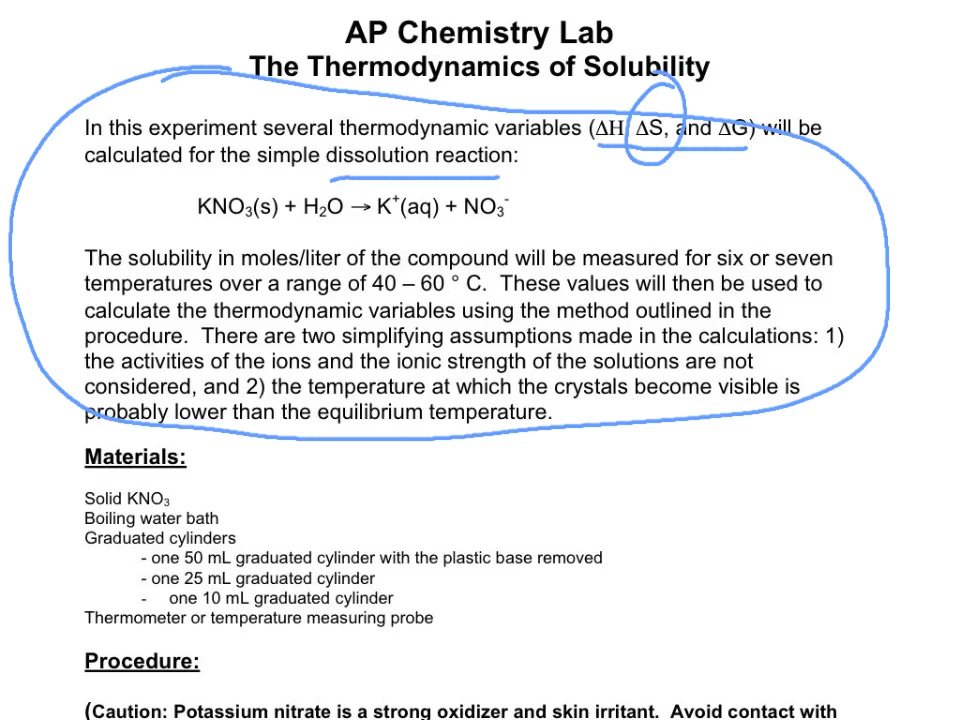 AP Chemistry Lab
The Thermodynamics of Solubility
In this experiment several thermodynamic variables (ΔH, ΔS, and ΔG) will be
calculated for the simple dissolution reaction:
KNO₃(s) + H₂O → K⁺(aq) + NO₃⁻
The solubility in moles/liter of the compound will be measured for six or seven
temperatures over a range of 40 – 60 ° C.  These values will then be used to
calculate the thermodynamic variables using the method outlined in the
procedure.  There are two simplifying assumptions made in the calculations: 1)
the activities of the ions and the ionic strength of the solutions are not
considered, and 2) the temperature at which the crystals become visible is
probably lower than the equilibrium temperature.
Materials:
Solid KNO₃
Boiling water bath
Graduated cylinders
- one 50 mL graduated cylinder with the plastic base removed
- one 25 mL graduated cylinder
- one 10 mL graduated cylinder
Thermometer or temperature measuring probe
Procedure:
(Caution: Potassium nitrate is a strong oxidizer and skin irritant.  Avoid contact with